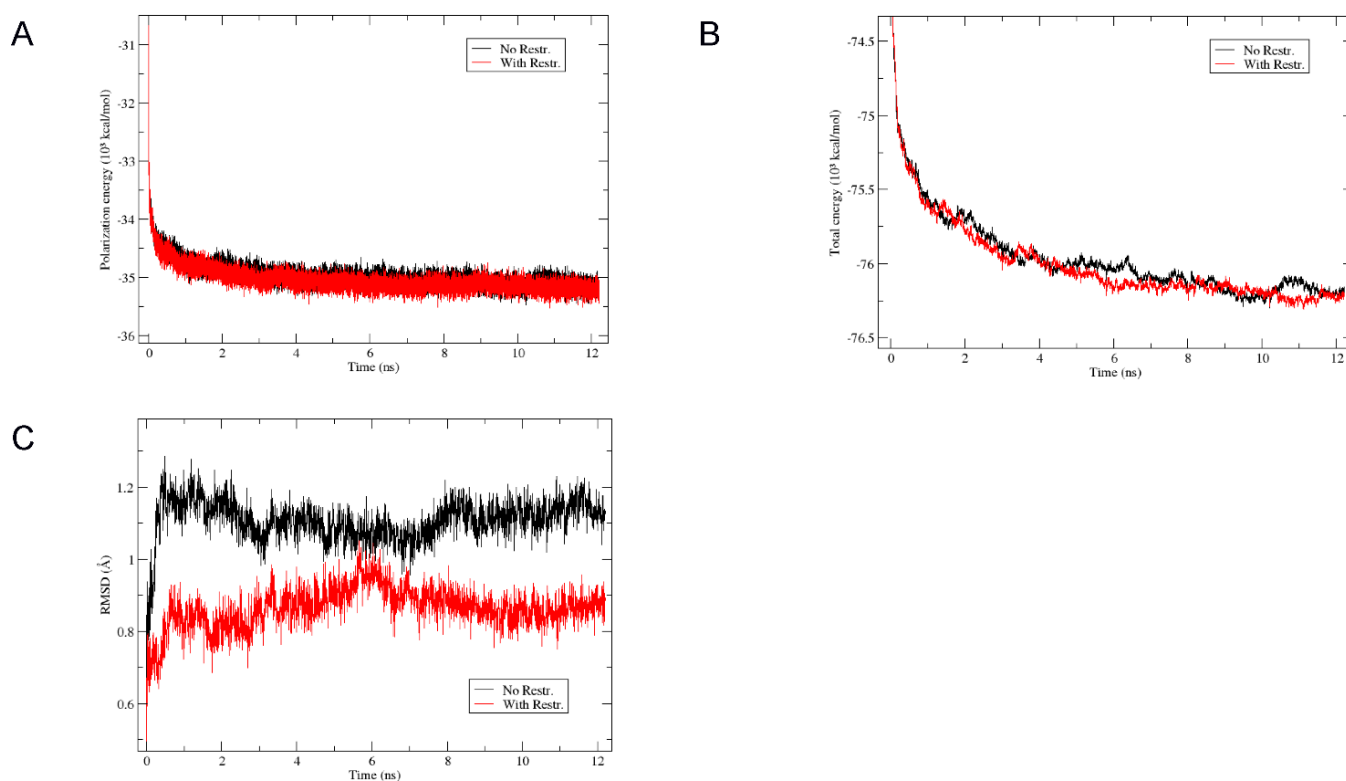 A
Polarization energy (10³ kcal/mol)
-31
-32
-33
-34
-35
-36
No Restr.
With Restr.
0 2 4 6 8 10 12
Time (ns)
B
Total energy (10³ kcal/mol)
-74.5
-75
-75.5
-76
-76.5
No Restr.
With Restr.
0 2 4 6 8 10 12
Time (ns)
C
RMSD (Å)
1.2
1
0.8
0.6
No Restr.
With Restr.
0 2 4 6 8 10 12
Time (ns)